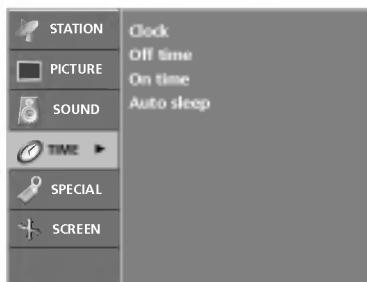 STATION
PICTURE
SOUND
TIME ►
SPECIAL
SCREEN
Clock
Off time
On time
Auto sleep